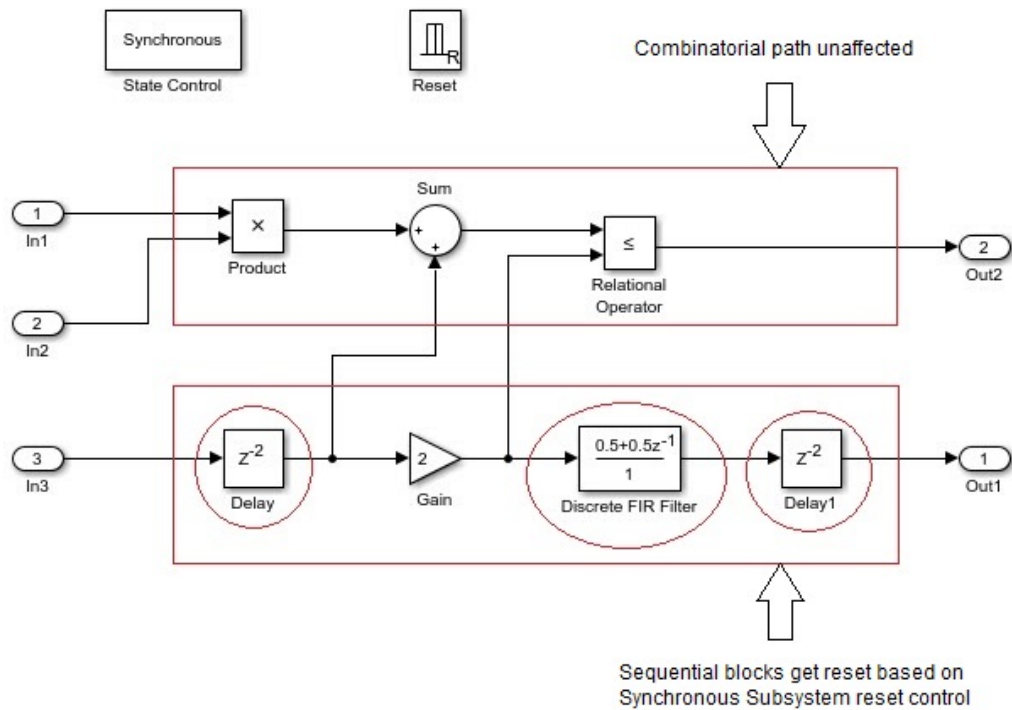 Synchronous
State Control
R
Reset
Combinatorial path unaffected
1
In1
2
In2
×
Product
Sum
+
+
≤
Relational
Operator
2
Out2
3
In3
Z⁻²
Delay
2
Gain
0.5+0.5z⁻¹
1
Discrete FIR Filter
Z⁻²
Delay1
1
Out1
Sequential blocks get reset based on
Synchronous Subsystem reset control